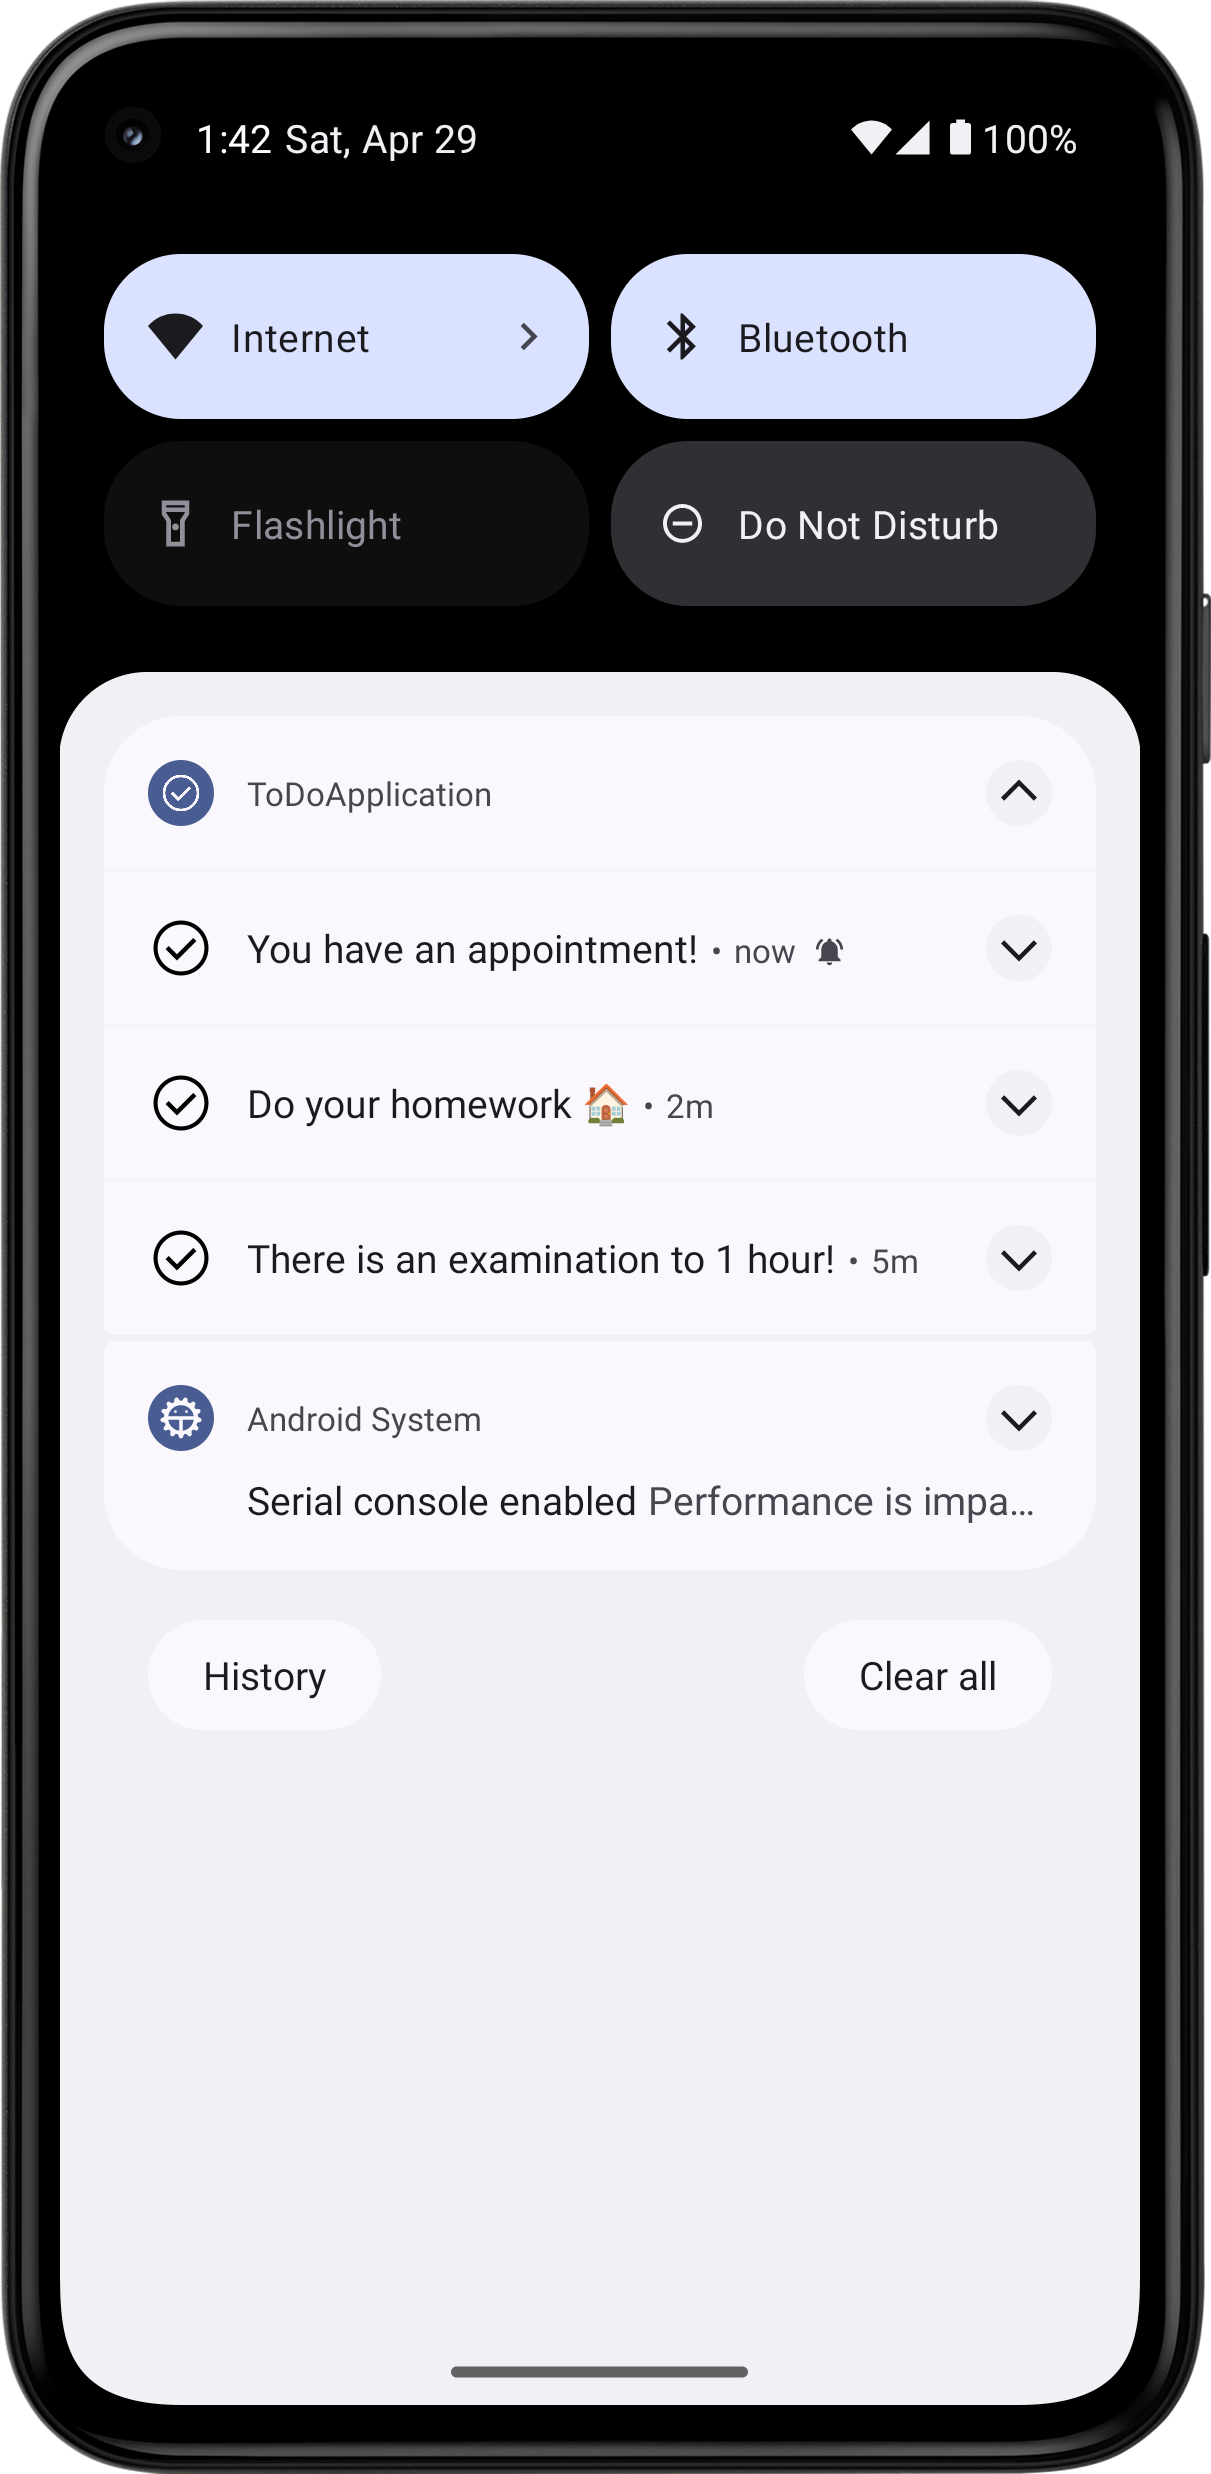 1:42 Sat, Apr 29 100%
Internet Bluetooth
Flashlight Do Not Disturb
ToDoApplication
You have an appointment! • now
Do your homework 🏠 • 2m
There is an examination to 1 hour! • 5m
Android System
Serial console enabled Performance is impa…
History Clear all